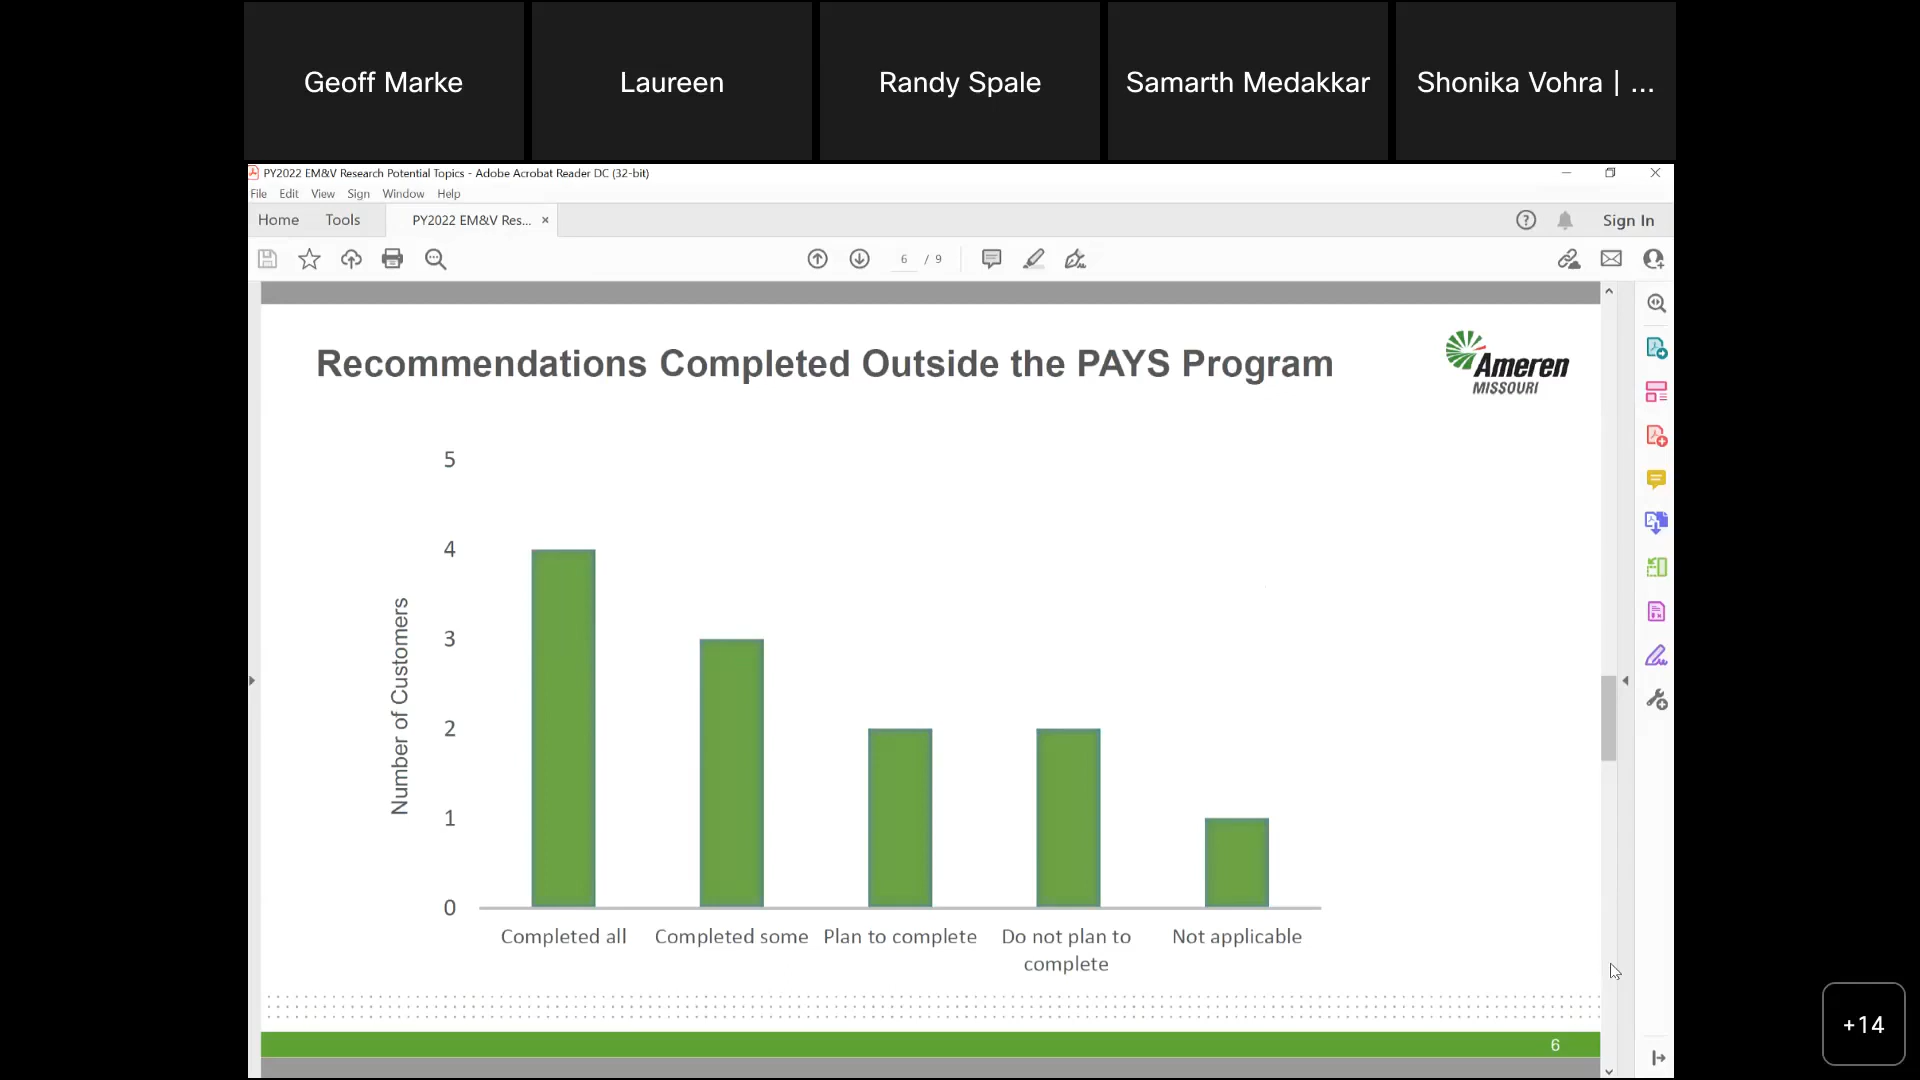 Geoff Marke
Laureen
Randy Spale
Samarth Medakkar
Shonika Vohra | ...
PY2022 EM&V Research Potential Topics - Adobe Acrobat Reader DC (32-bit)
File Edit View Sign Window Help
Home Tools PY2022 EM&V Res... × Sign In
6 / 9
Recommendations Completed Outside the PAYS Program
Ameren
MISSOURI
Number of Customers
5
4
3
2
1
0
Completed all
Completed some
Plan to complete
Do not plan to
complete
Not applicable
6
+14